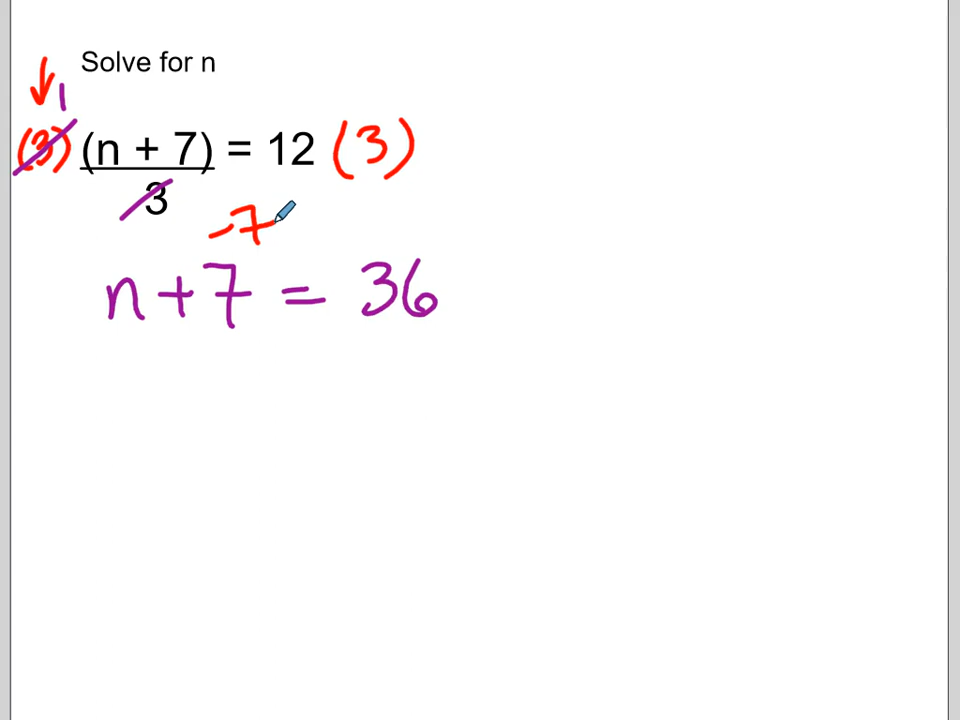 Solve for n
1
(3) (n + 7) = 12 (3)
3
-7
n + 7 = 36